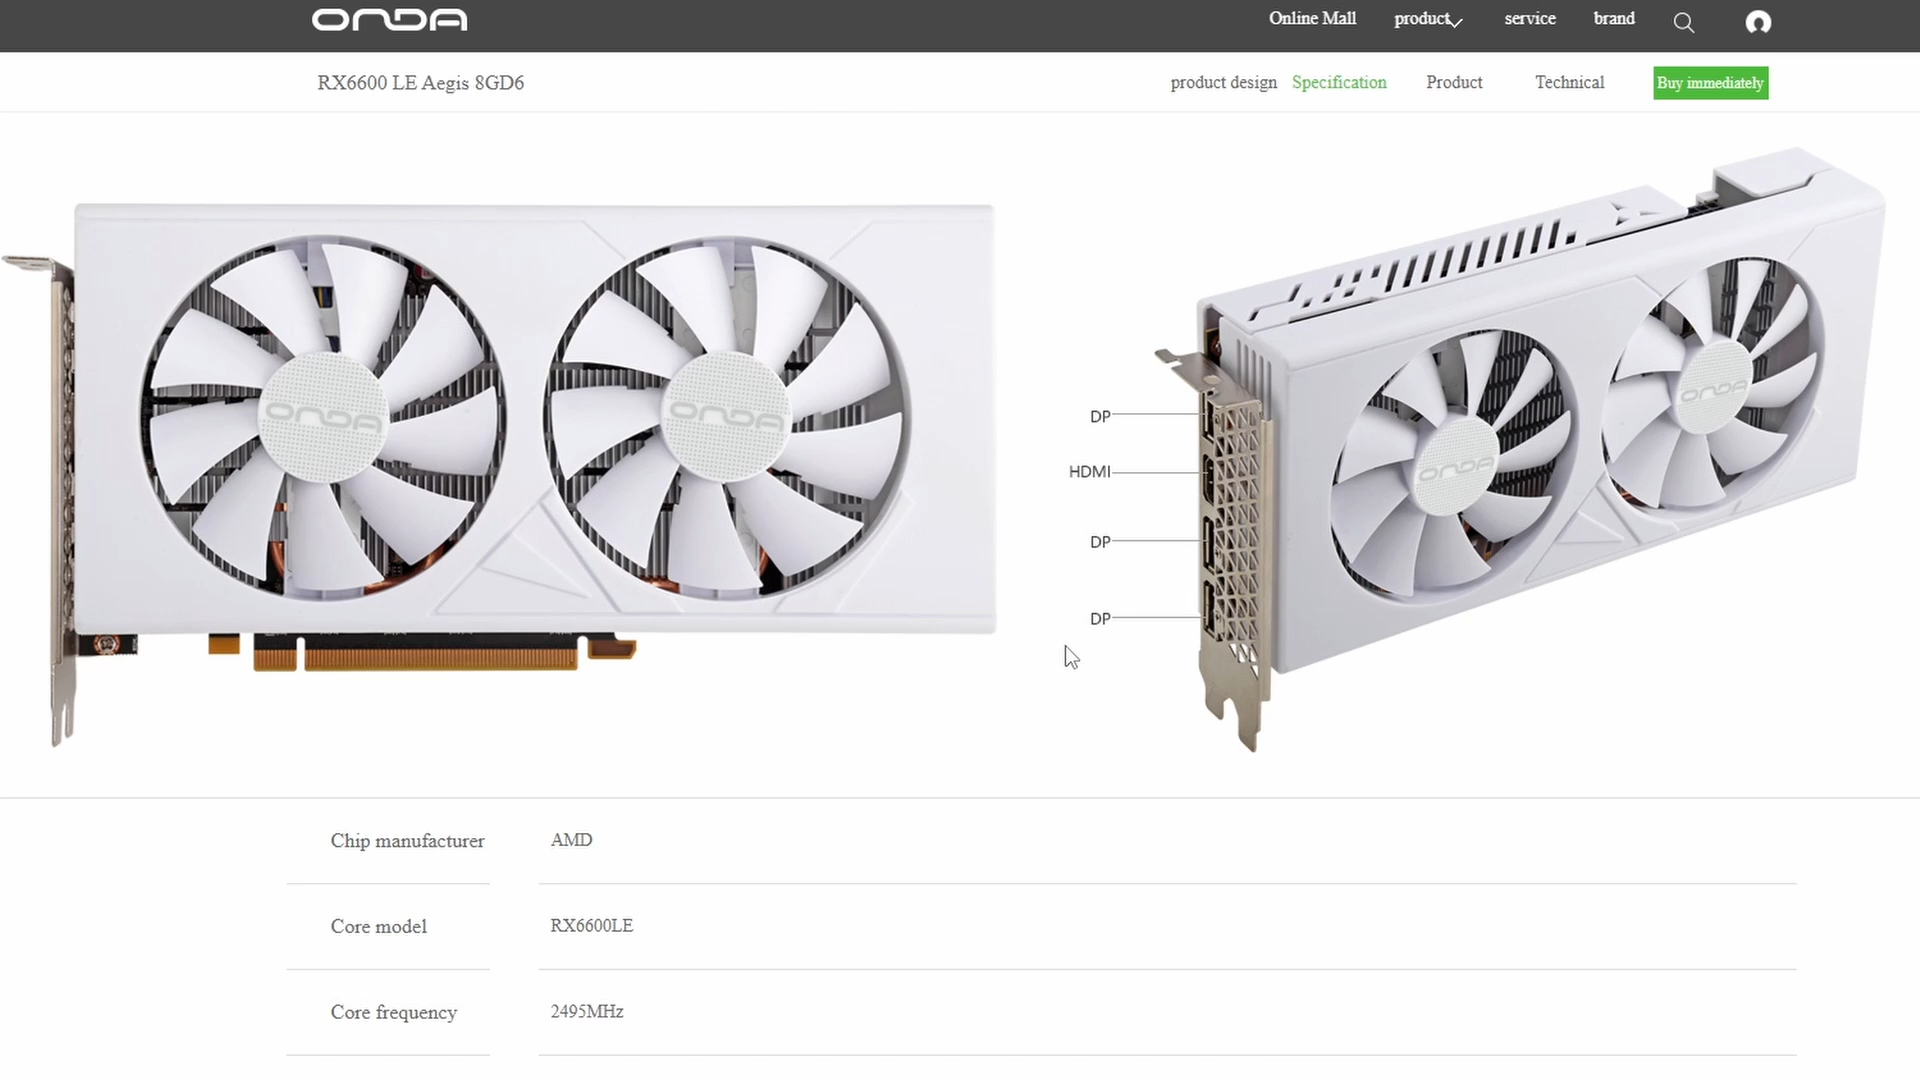 ONDA
Online Mall
product
service
brand
RX6600 LE Aegis 8GD6
product design
Specification
Product
Technical
Buy immediately
ONDA
ONDA
DP
HDMI
DP
DP
ONDA
ONDA
Chip manufacturer
AMD
Core model
RX6600LE
Core frequency
2495MHz